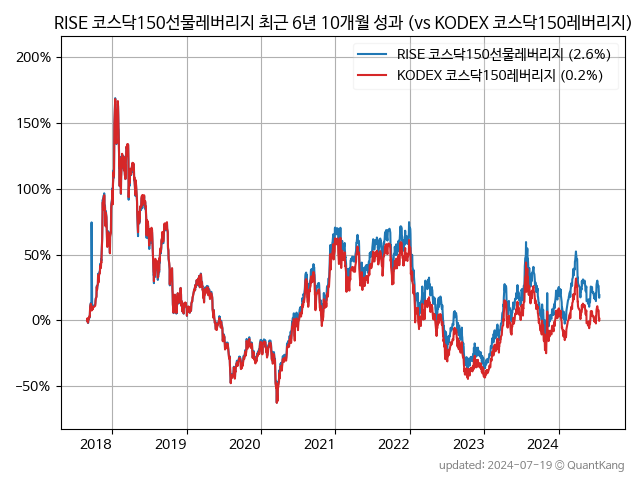 RISE 코스닥150선물레버리지 최근 6년 10개월 성과 (vs KODEX 코스닥150레버리지)
RISE 코스닥150선물레버리지 (2.6%)
KODEX 코스닥150레버리지 (0.2%)
200%
150%
100%
50%
0%
−50%
2018 2019 2020 2021 2022 2023 2024
updated: 2024-07-19 © QuantKang